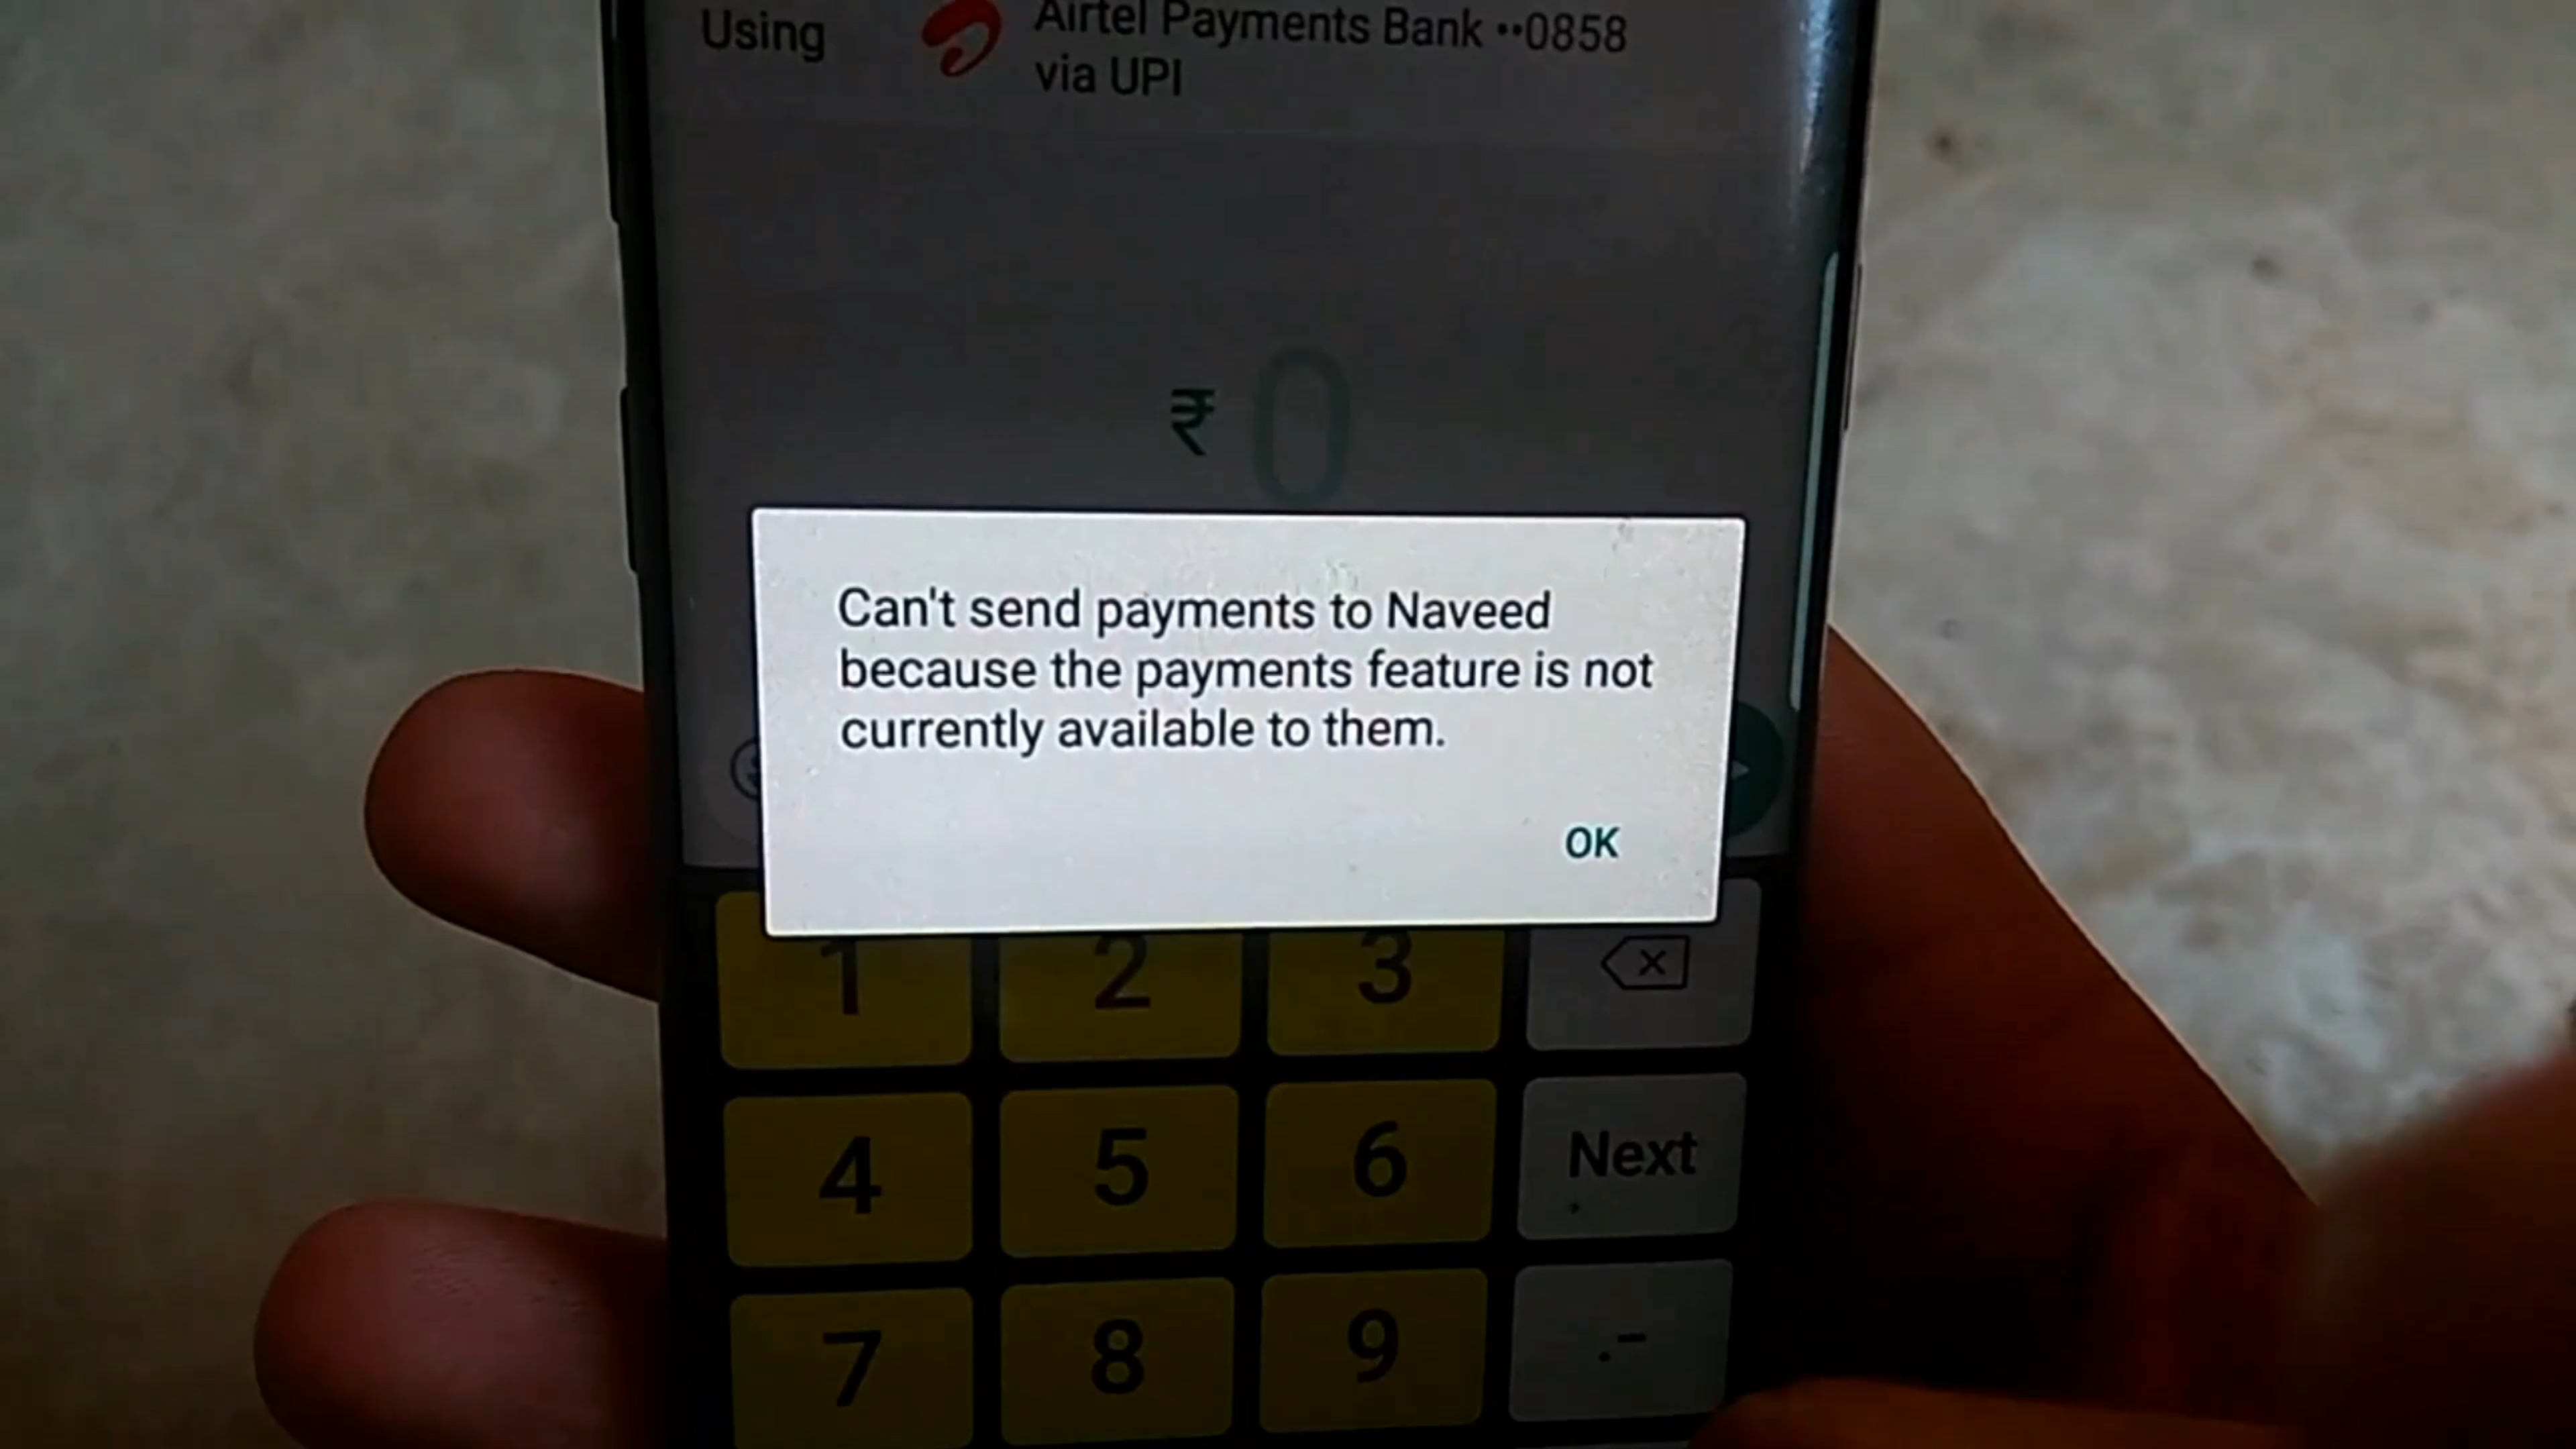 Using
Airtel Payments Bank ••0858
via UPI
₹ 0
Can't send payments to Naveed
because the payments feature is not
currently available to them.
OK
1 2 3
4 5 6 Next
7 8 9 .-